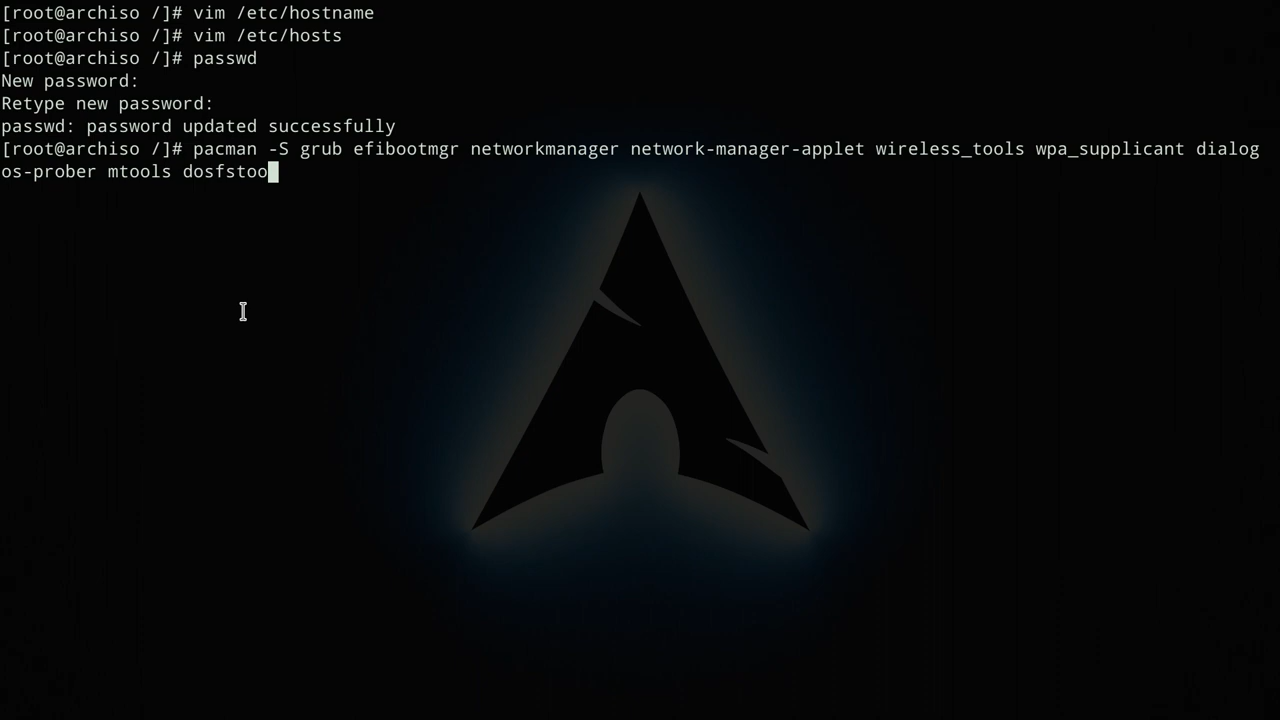 [root@archiso /]# vim /etc/hostname
[root@archiso /]# vim /etc/hosts
[root@archiso /]# passwd
New password:
Retype new password:
passwd: password updated successfully
[root@archiso /]# pacman -S grub efibootmgr networkmanager network-manager-applet wireless_tools wpa_supplicant dialog
os-prober mtools dosfstoo